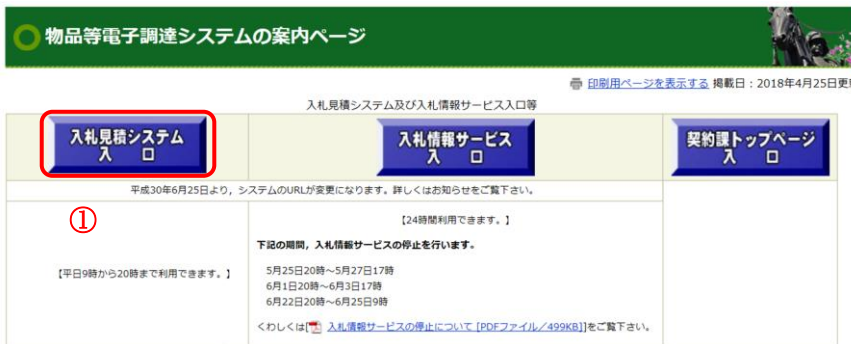 物品等電子調達システムの案内ページ
印刷用ページを表示する 掲載日：2018年4月25日更
入札見積システム及び入札情報サービス入口等
入札見積システム
入 口
入札情報サービス
入 口
契約課トップページ
入 口
平成30年6月25日より，システムのURLが変更になります。詳しくはお知らせをご覧下さい。
①
【平日9時から20時まで利用できます。】
【24時間利用できます。】
下記の期間，入札情報サービスの停止を行います。
5月25日20時～5月27日17時
6月1日20時～6月3日17時
6月22日20時～6月25日9時
くわしくは[ 入札情報サービスの停止について [PDFファイル／499KB]]をご覧下さい。